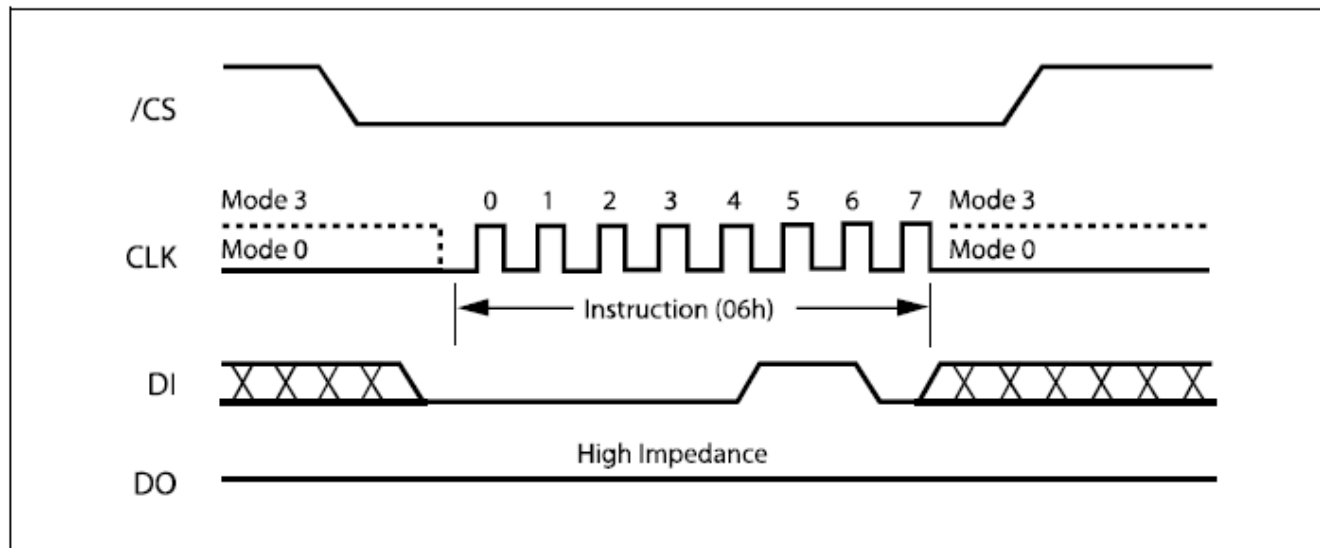 /CS
Mode 3 0 1 2 3 4 5 6 7 Mode 3
CLK Mode 0 Mode 0
Instruction (06h)
DI
High Impedance
DO